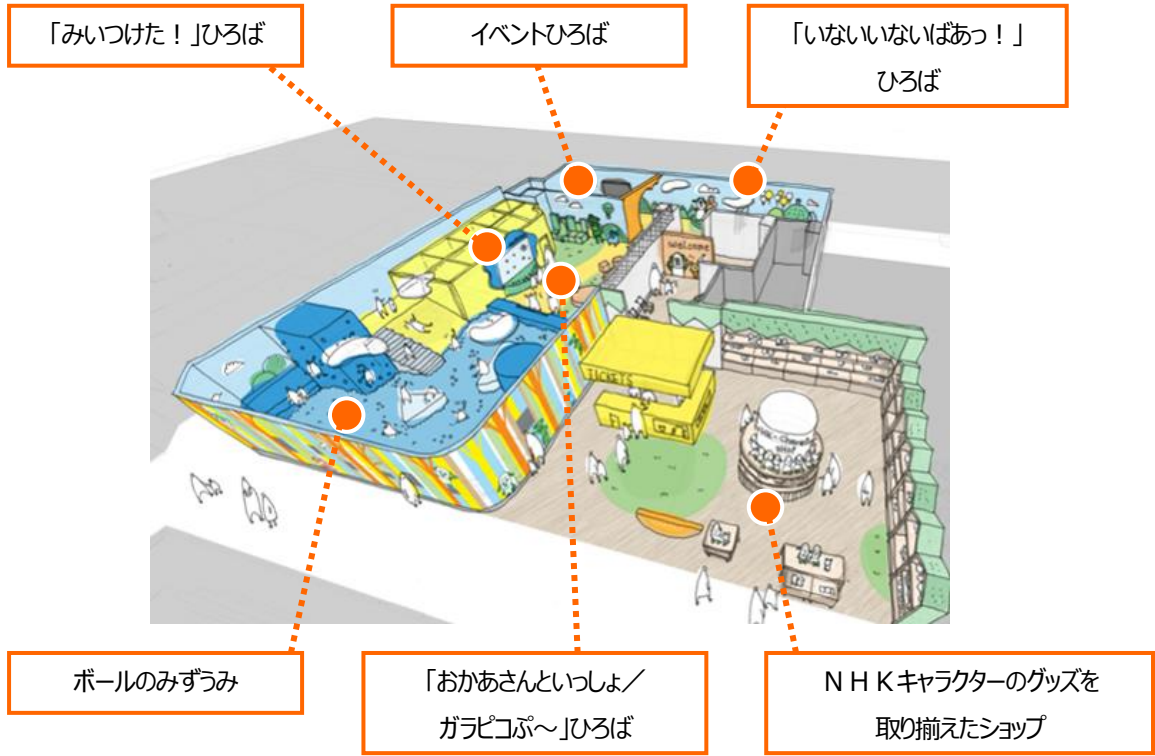 「みいつけた！」ひろば
イベントひろば
「いないいないばあっ！」
ひろば
welcome
TICKETS
ボールのみずうみ
「おかあさんといっしょ／
ガラピコぷ～」ひろば
ＮＨＫキャラクターのグッズを
取り揃えたショップ